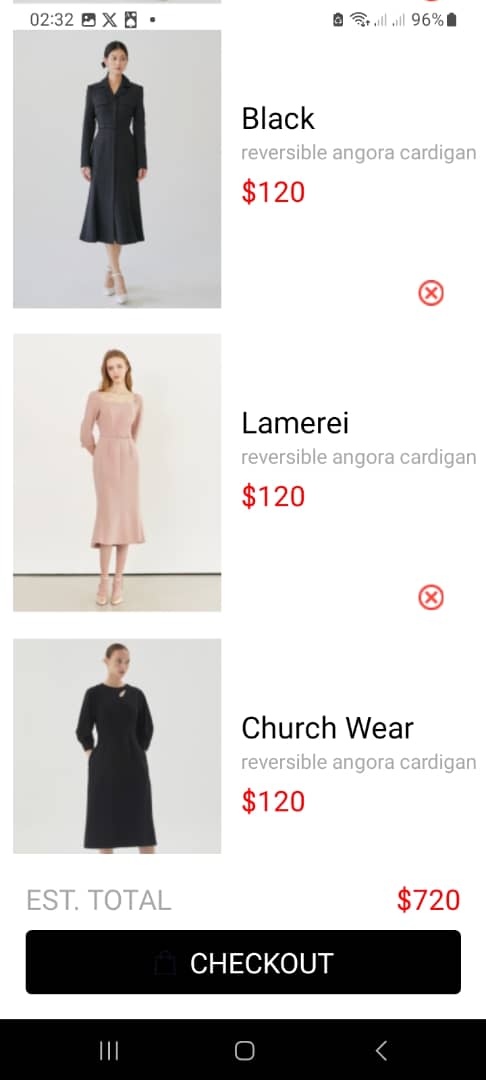 02:32
96%
Black
reversible angora cardigan
$120
Lamerei
reversible angora cardigan
$120
Church Wear
reversible angora cardigan
$120
EST. TOTAL $720
CHECKOUT